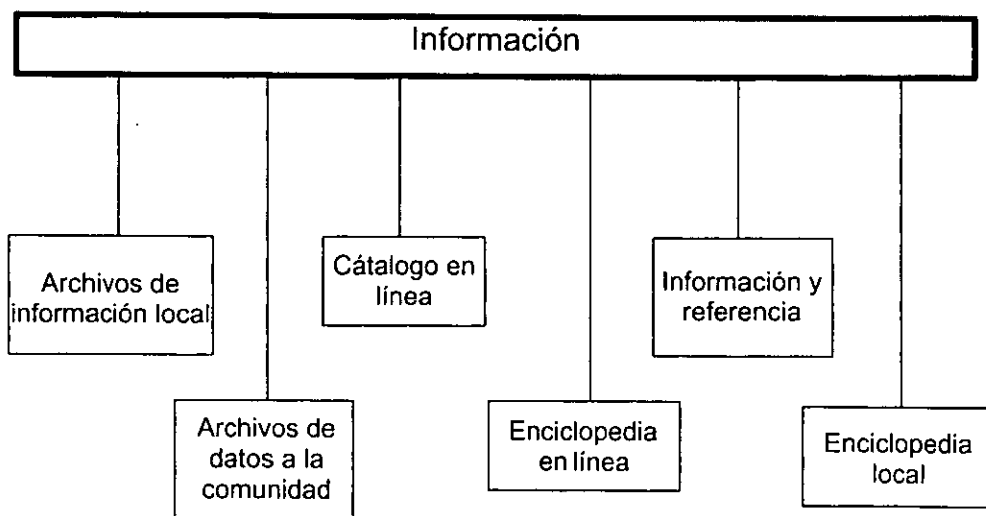 Información
Archivos de
información local
Cátalogo en
línea
Información y
referencia
Archivos de
datos a la
comunidad
Enciclopedia
en línea
Enciclopedia
local